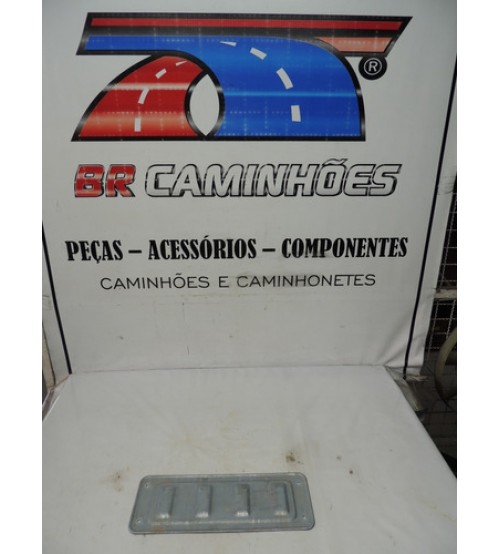 ®
BR CAMINHÕES
PEÇAS – ACESSÓRIOS – COMPONENTES
CAMINHÕES E CAMINHONETES